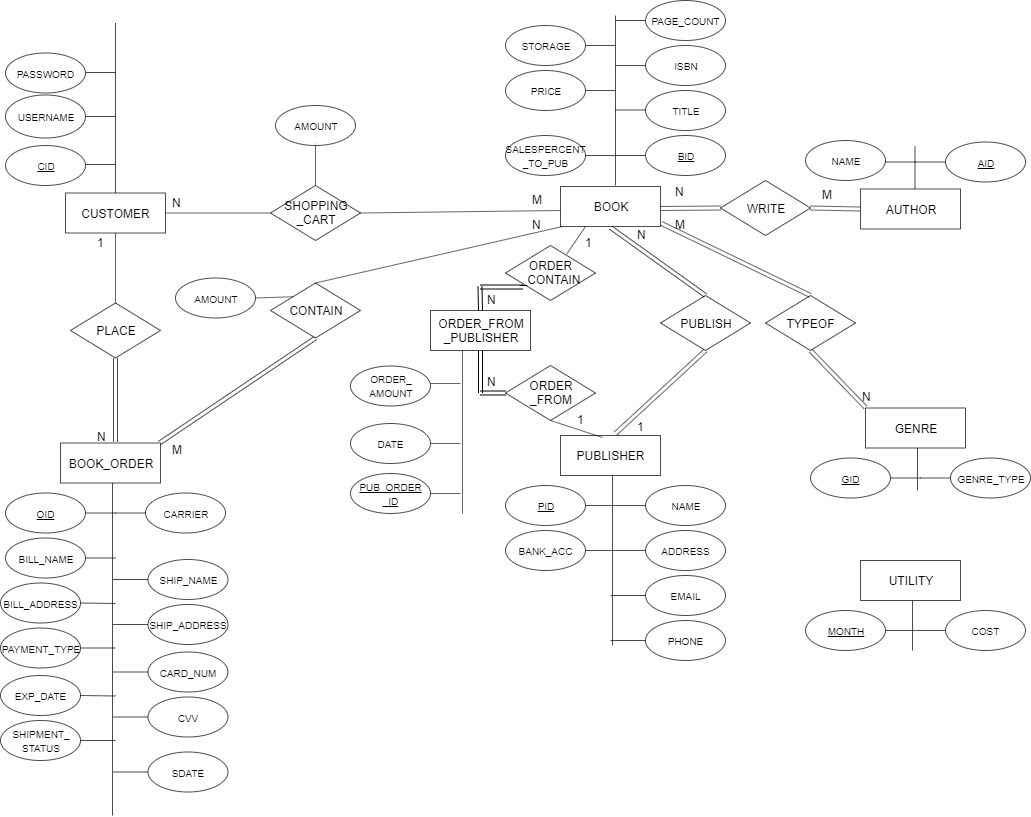 PAGE_COUNT
STORAGE
ISBN
PASSWORD
PRICE
TITLE
USERNAME
AMOUNT
SALESPERCENT
_TO_PUB
BID
NAME
AID
CID
CUSTOMER
N
SHOPPING
_CART
M
BOOK
N
WRITE
M
AUTHOR
1
N
1
N
M
ORDER
_CONTAIN
AMOUNT
CONTAIN
N
PLACE
ORDER_FROM
_PUBLISHER
PUBLISH
TYPEOF
ORDER_
AMOUNT
N
ORDER
_FROM
N
1
1
GENRE
N
M
DATE
BOOK_ORDER
PUBLISHER
GID
GENRE_TYPE
PUB_ORDER
_ID
PID
NAME
OID
CARRIER
BANK_ACC
ADDRESS
BILL_NAME
SHIP_NAME
UTILITY
EMAIL
BILL_ADDRESS
SHIP_ADDRESS
MONTH
COST
PHONE
PAYMENT_TYPE
CARD_NUM
EXP_DATE
CVV
SHIPMENT_
STATUS
SDATE